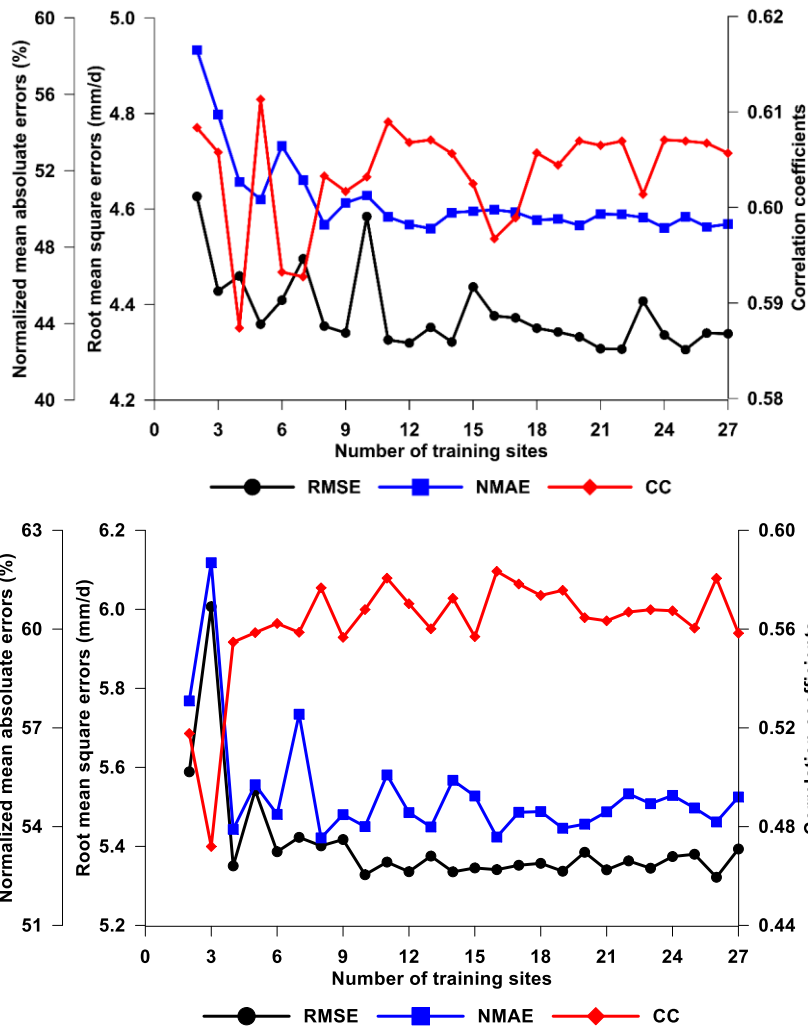 60
56
52
48
44
40
Normalized mean absoluate errors (%)
5.0
4.8
4.6
4.4
4.2
Root mean square errors (mm/d)
0.62
0.61
0.60
0.59
0.58
Correlation coefficients
0 3 6 9 12 15 18 21 24 27
Number of training sites
RMSE NMAE CC
63
60
57
54
51
Normalized mean absoluate errors (%)
6.2
6.0
5.8
5.6
5.4
5.2
Root mean square errors (mm/d)
0.60
0.56
0.52
0.48
0.44
0 3 6 9 12 15 18 21 24 27
Number of training sites
RMSE NMAE CC